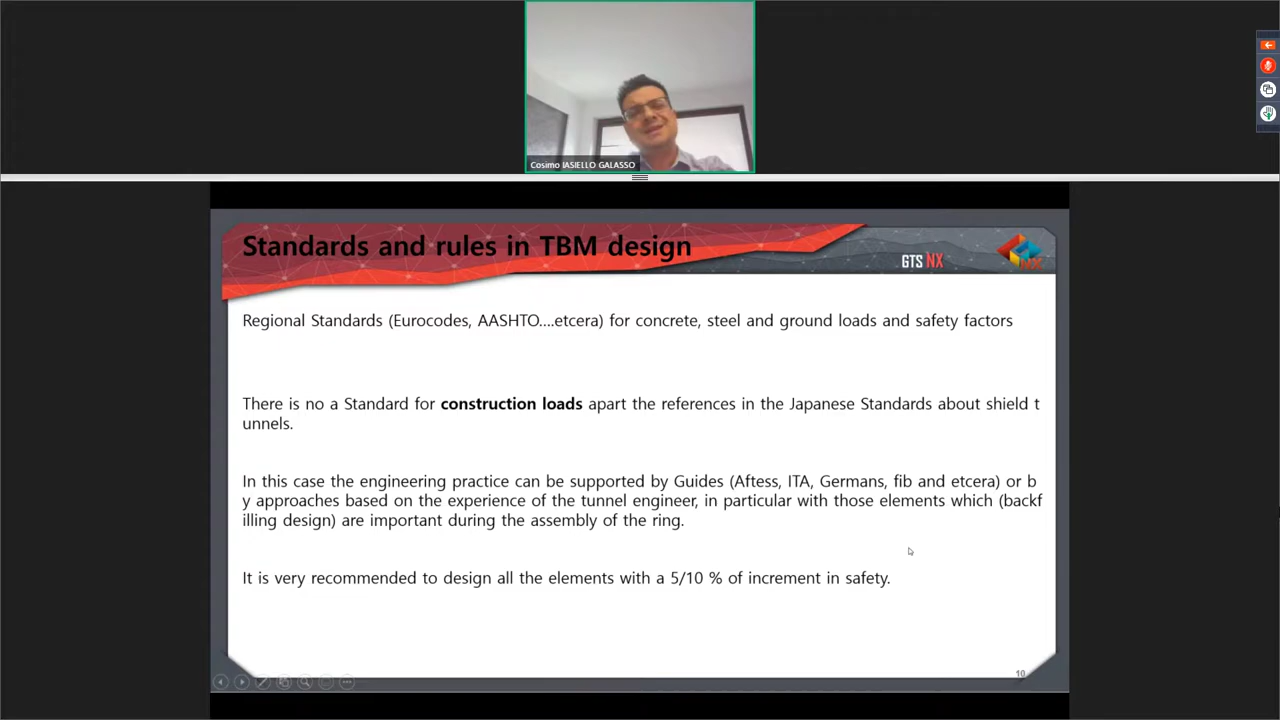 Cosimo IASIELLO GALASSO
Standards and rules in TBM design
GTS NX
NX
Regional Standards (Eurocodes, AASHTO....etcera) for concrete, steel and ground loads and safety factors
There is no a Standard for construction loads apart the references in the Japanese Standards about shield t
unnels.
In this case the engineering practice can be supported by Guides (Aftess, ITA, Germans, fib and etcera) or b
y approaches based on the experience of the tunnel engineer, in particular with those elements which (backf
illing design) are important during the assembly of the ring.
It is very recommended to design all the elements with a 5/10 % of increment in safety.
10